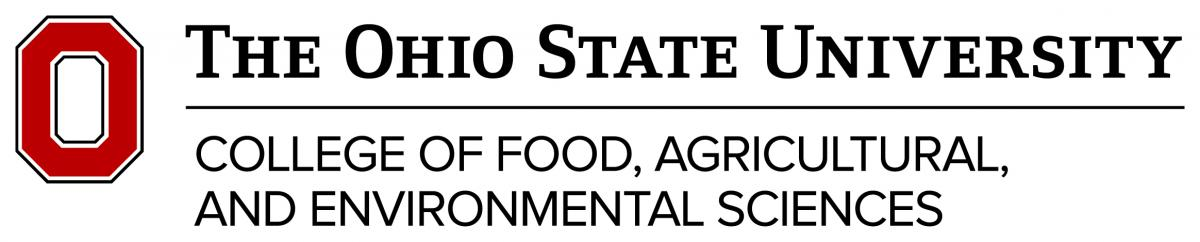 THE OHIO STATE UNIVERSITY
COLLEGE OF FOOD, AGRICULTURAL,
AND ENVIRONMENTAL SCIENCES